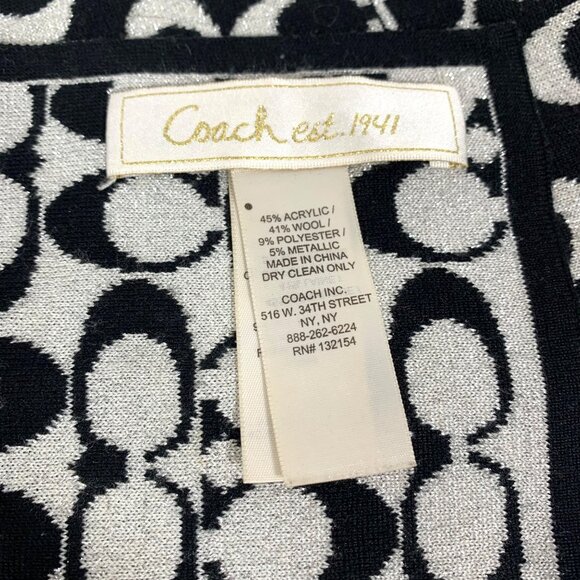 Coach est. 1941
45% ACRYLIC /
41% WOOL /
9% POLYESTER /
5% METALLIC
MADE IN CHINA
DRY CLEAN ONLY
COACH INC.
516 W. 34TH STREET
NY, NY
888-262-6224
RN# 132154